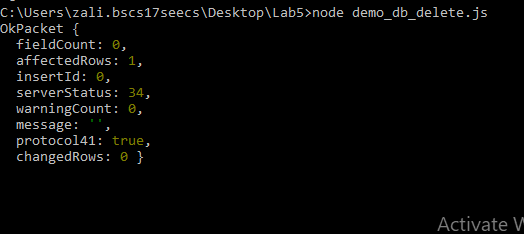 C:\Users\zali.bscs17seecs\Desktop\Lab5>node demo_db_delete.js
OkPacket {
  fieldCount: 0,
  affectedRows: 1,
  insertId: 0,
  serverStatus: 34,
  warningCount: 0,
  message: '',
  protocol41: true,
  changedRows: 0 }
Activate